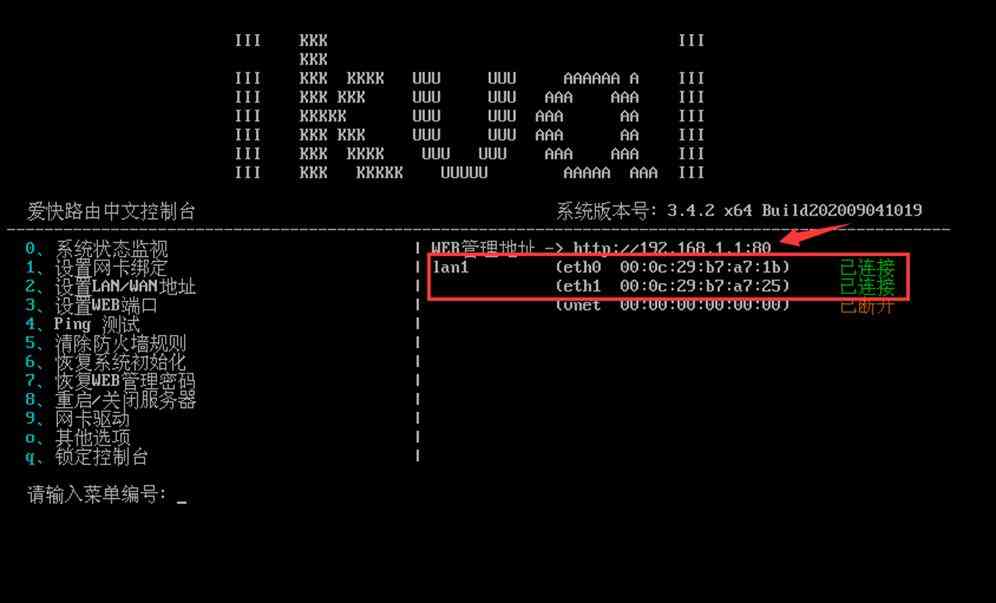 III    KKK                                     III
       KKK
III    KKK  KKKK   UUU     UUU     AAAAAA A    III
III    KKK KKK     UUU     UUU   AAA    AAA    III
III    KKKKK       UUU     UUU  AAA      AA    III
III    KKK KKK     UUU     UUU  AAA      AA    III
III    KKK  KKKK    UUU   UUU    AAA    AAA    III
III    KKK   KKKKK    UUUUU        AAAAA  AAA  III
爱快路由中文控制台 系统版本号: 3.4.2 x64 Build202009041019
0、系统状态监视 | WEB管理地址 -> http://192.168.1.1:80
1、设置网卡绑定 | lan1 (eth0 00:0c:29:b7:a7:1b) 已连接
2、设置LAN/WAN地址 | (eth1 00:0c:29:b7:a7:25) 已连接
3、设置WEB端口 | (vnet 00:00:00:00:00:00) 已断开
4、Ping 测试 |
5、清除防火墙规则 |
6、恢复系统初始化 |
7、恢复WEB管理密码 |
8、重启/关闭服务器 |
9、网卡驱动 |
o、其他选项 |
q、锁定控制台 |
请输入菜单编号: _